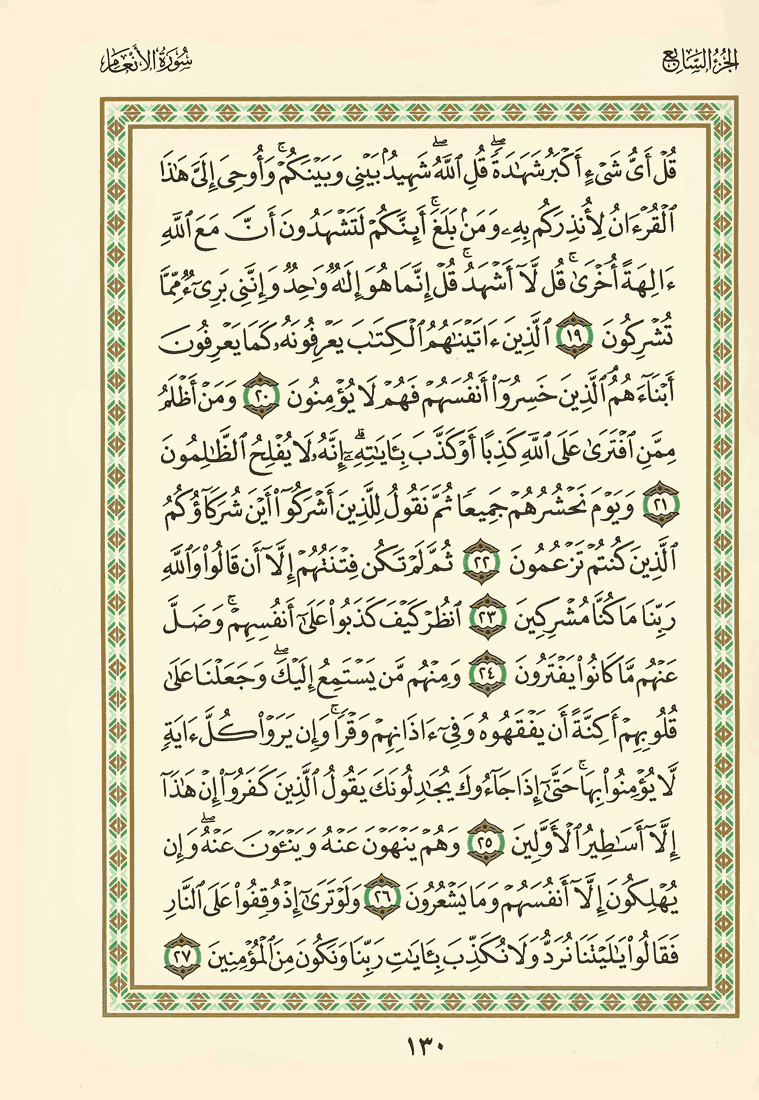 الجزء السابع
سورة الأنعام
قُلْ أَىُّ شَىْءٍ أَكْبَرُ شَهَٰدَةًۖ قُلِ ٱللَّهُۖ شَهِيدُۢ بَيْنِى وَبَيْنَكُمْۚ وَأُوحِىَ إِلَىَّ هَٰذَا
ٱلْقُرْءَانُ لِأُنذِرَكُم بِهِۦ وَمَنۢ بَلَغَۚ أَئِنَّكُمْ لَتَشْهَدُونَ أَنَّ مَعَ ٱللَّهِ
ءَالِهَةً أُخْرَىٰۚ قُل لَّآ أَشْهَدُۚ قُلْ إِنَّمَا هُوَ إِلَٰهٌ وَٰحِدٌ وَإِنَّنِى بَرِىٓءٌ مِّمَّا
تُشْرِكُونَ ١٩ ٱلَّذِينَ ءَاتَيْنَٰهُمُ ٱلْكِتَٰبَ يَعْرِفُونَهُۥ كَمَا يَعْرِفُونَ
أَبْنَآءَهُمُۘ ٱلَّذِينَ خَسِرُوٓا۟ أَنفُسَهُمْ فَهُمْ لَا يُؤْمِنُونَ ٢٠ وَمَنْ أَظْلَمُ
مِمَّنِ ٱفْتَرَىٰ عَلَى ٱللَّهِ كَذِبًا أَوْ كَذَّبَ بِـَٔايَٰتِهِۦٓۗ إِنَّهُۥ لَا يُفْلِحُ ٱلظَّٰلِمُونَ
٢١ وَيَوْمَ نَحْشُرُهُمْ جَمِيعًا ثُمَّ نَقُولُ لِلَّذِينَ أَشْرَكُوٓا۟ أَيْنَ شُرَكَآؤُكُمُ
ٱلَّذِينَ كُنتُمْ تَزْعُمُونَ ٢٢ ثُمَّ لَمْ تَكُن فِتْنَتُهُمْ إِلَّآ أَن قَالُوا۟ وَٱللَّهِ
رَبِّنَا مَا كُنَّا مُشْرِكِينَ ٢٣ ٱنظُرْ كَيْفَ كَذَبُوا۟ عَلَىٰٓ أَنفُسِهِمْۚ وَضَلَّ
عَنْهُم مَّا كَانُوا۟ يَفْتَرُونَ ٢٤ وَمِنْهُم مَّن يَسْتَمِعُ إِلَيْكَۖ وَجَعَلْنَا عَلَىٰ
قُلُوبِهِمْ أَكِنَّةً أَن يَفْقَهُوهُ وَفِىٓ ءَاذَانِهِمْ وَقْرًاۚ وَإِن يَرَوْا۟ كُلَّ ءَايَةٍ
لَّا يُؤْمِنُوا۟ بِهَاۚ حَتَّىٰٓ إِذَا جَآءُوكَ يُجَٰدِلُونَكَ يَقُولُ ٱلَّذِينَ كَفَرُوٓا۟ إِنْ هَٰذَآ
إِلَّآ أَسَٰطِيرُ ٱلْأَوَّلِينَ ٢٥ وَهُمْ يَنْهَوْنَ عَنْهُ وَيَنْـَٔوْنَ عَنْهُۖ وَإِن
يُهْلِكُونَ إِلَّآ أَنفُسَهُمْ وَمَا يَشْعُرُونَ ٢٦ وَلَوْ تَرَىٰٓ إِذْ وُقِفُوا۟ عَلَى ٱلنَّارِ
فَقَالُوا۟ يَٰلَيْتَنَا نُرَدُّ وَلَا نُكَذِّبَ بِـَٔايَٰتِ رَبِّنَا وَنَكُونَ مِنَ ٱلْمُؤْمِنِينَ ٢٧
١٣٠